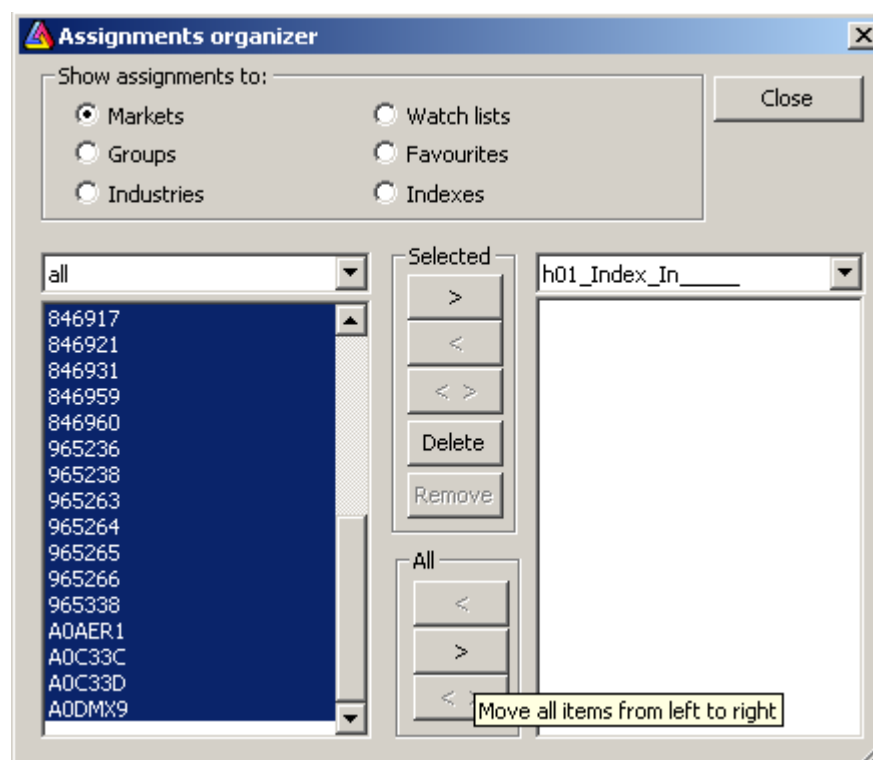 Assignments organizer
Show assignments to:
Markets
Watch lists
Close
Groups
Favourites
Industries
Indexes
all
Selected
h01_Index_In_____
>
<
< >
Delete
Remove
846917
846921
846931
846959
846960
965236
965238
965263
965264
965265
965266
965338
A0AER1
A0C33C
A0C33D
A0DMX9
All
<
>
<
Move all items from left to right